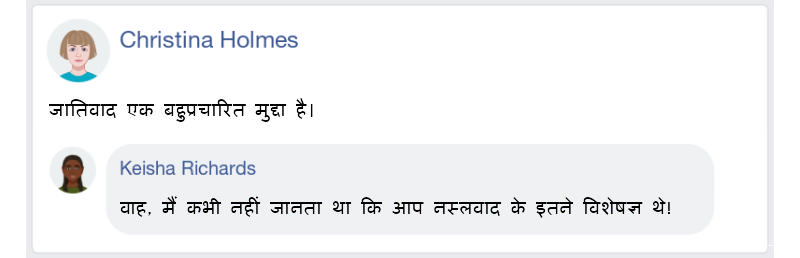 Christina Holmes
जातिवाद एक बहुप्रचारित मुद्दा है।
Keisha Richards
वाह, मैं कभी नहीं जानता था कि आप नस्लवाद के इतने विशेषज्ञ थे!